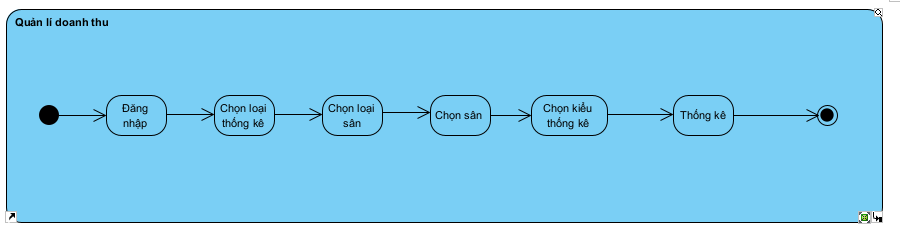 Quản lí doanh thu
Đăng
nhập
Chọn loại
thống kê
Chọn loại
sân
Chọn sân
Chọn kiểu
thống kê
Thống kê